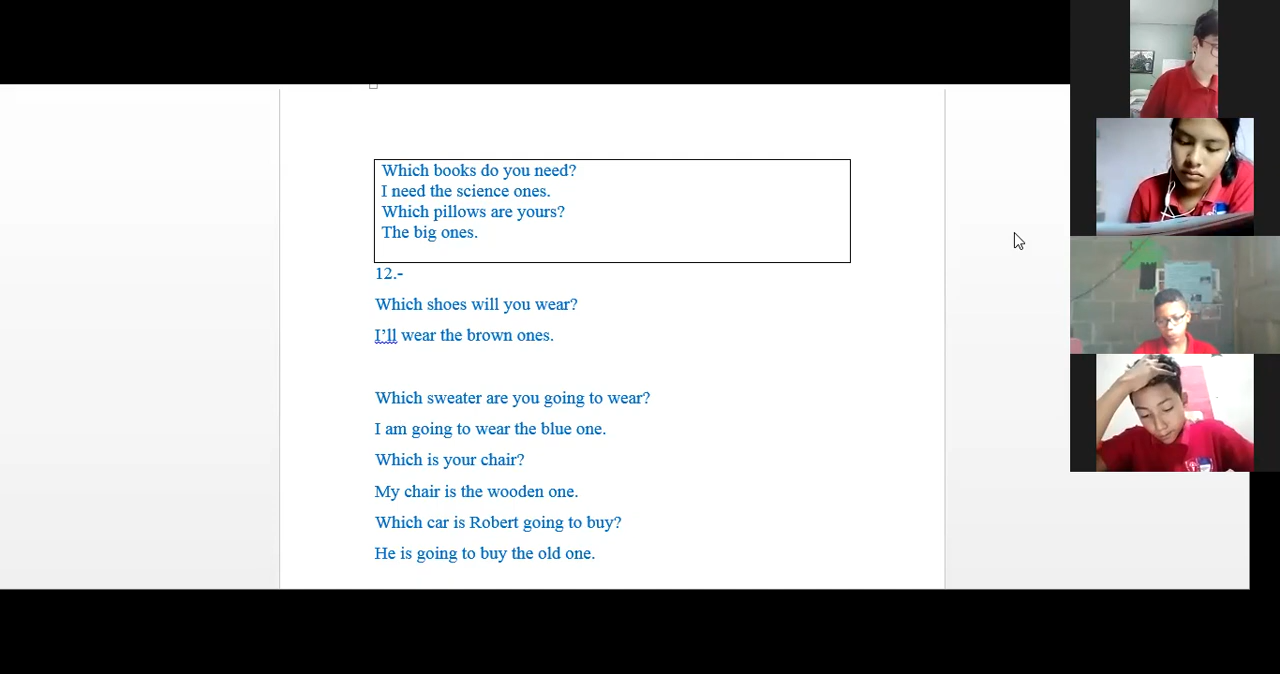 Which books do you need?
I need the science ones.
Which pillows are yours?
The big ones.
12.-
Which shoes will you wear?
I’ll wear the brown ones.
Which sweater are you going to wear?
I am going to wear the blue one.
Which is your chair?
My chair is the wooden one.
Which car is Robert going to buy?
He is going to buy the old one.